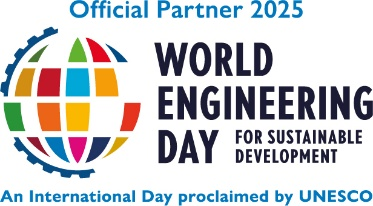 Official Partner 2025
WORLD
ENGINEERING
DAY FOR SUSTAINABLE
DEVELOPMENT
An International Day proclaimed by UNESCO